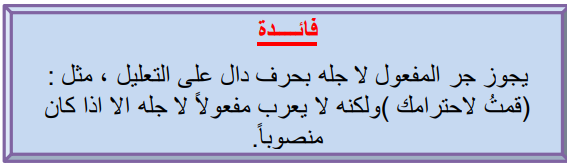 فائـــدة
يجوز جر المفعول لا جله بحرف دال على التعليل ، مثل :
(قمتُ لاحترامك )ولكنه لا يعرب مفعولاً لا جله الا اذا كان
منصوباً.